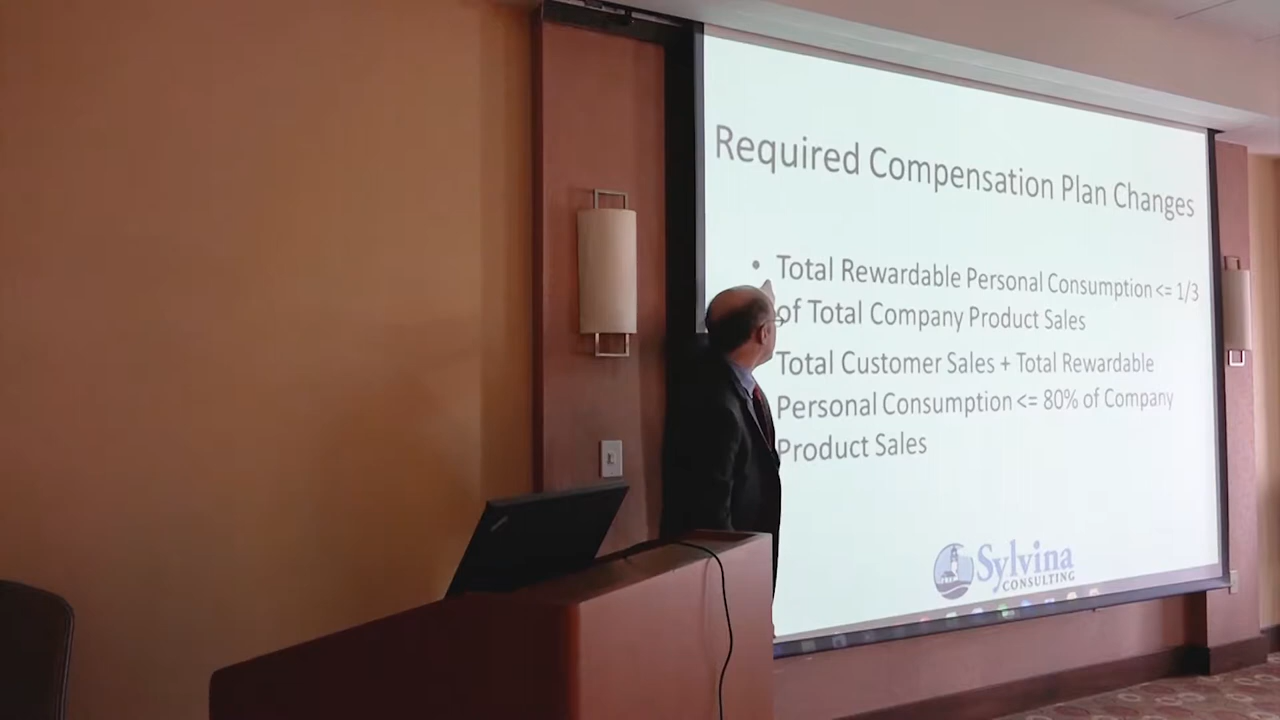 Required Compensation Plan Changes
• Total Rewardable Personal Consumption <= 1/3
of Total Company Product Sales
Total Customer Sales + Total Rewardable
Personal Consumption <= 80% of Company
Product Sales
Sylvina
CONSULTING